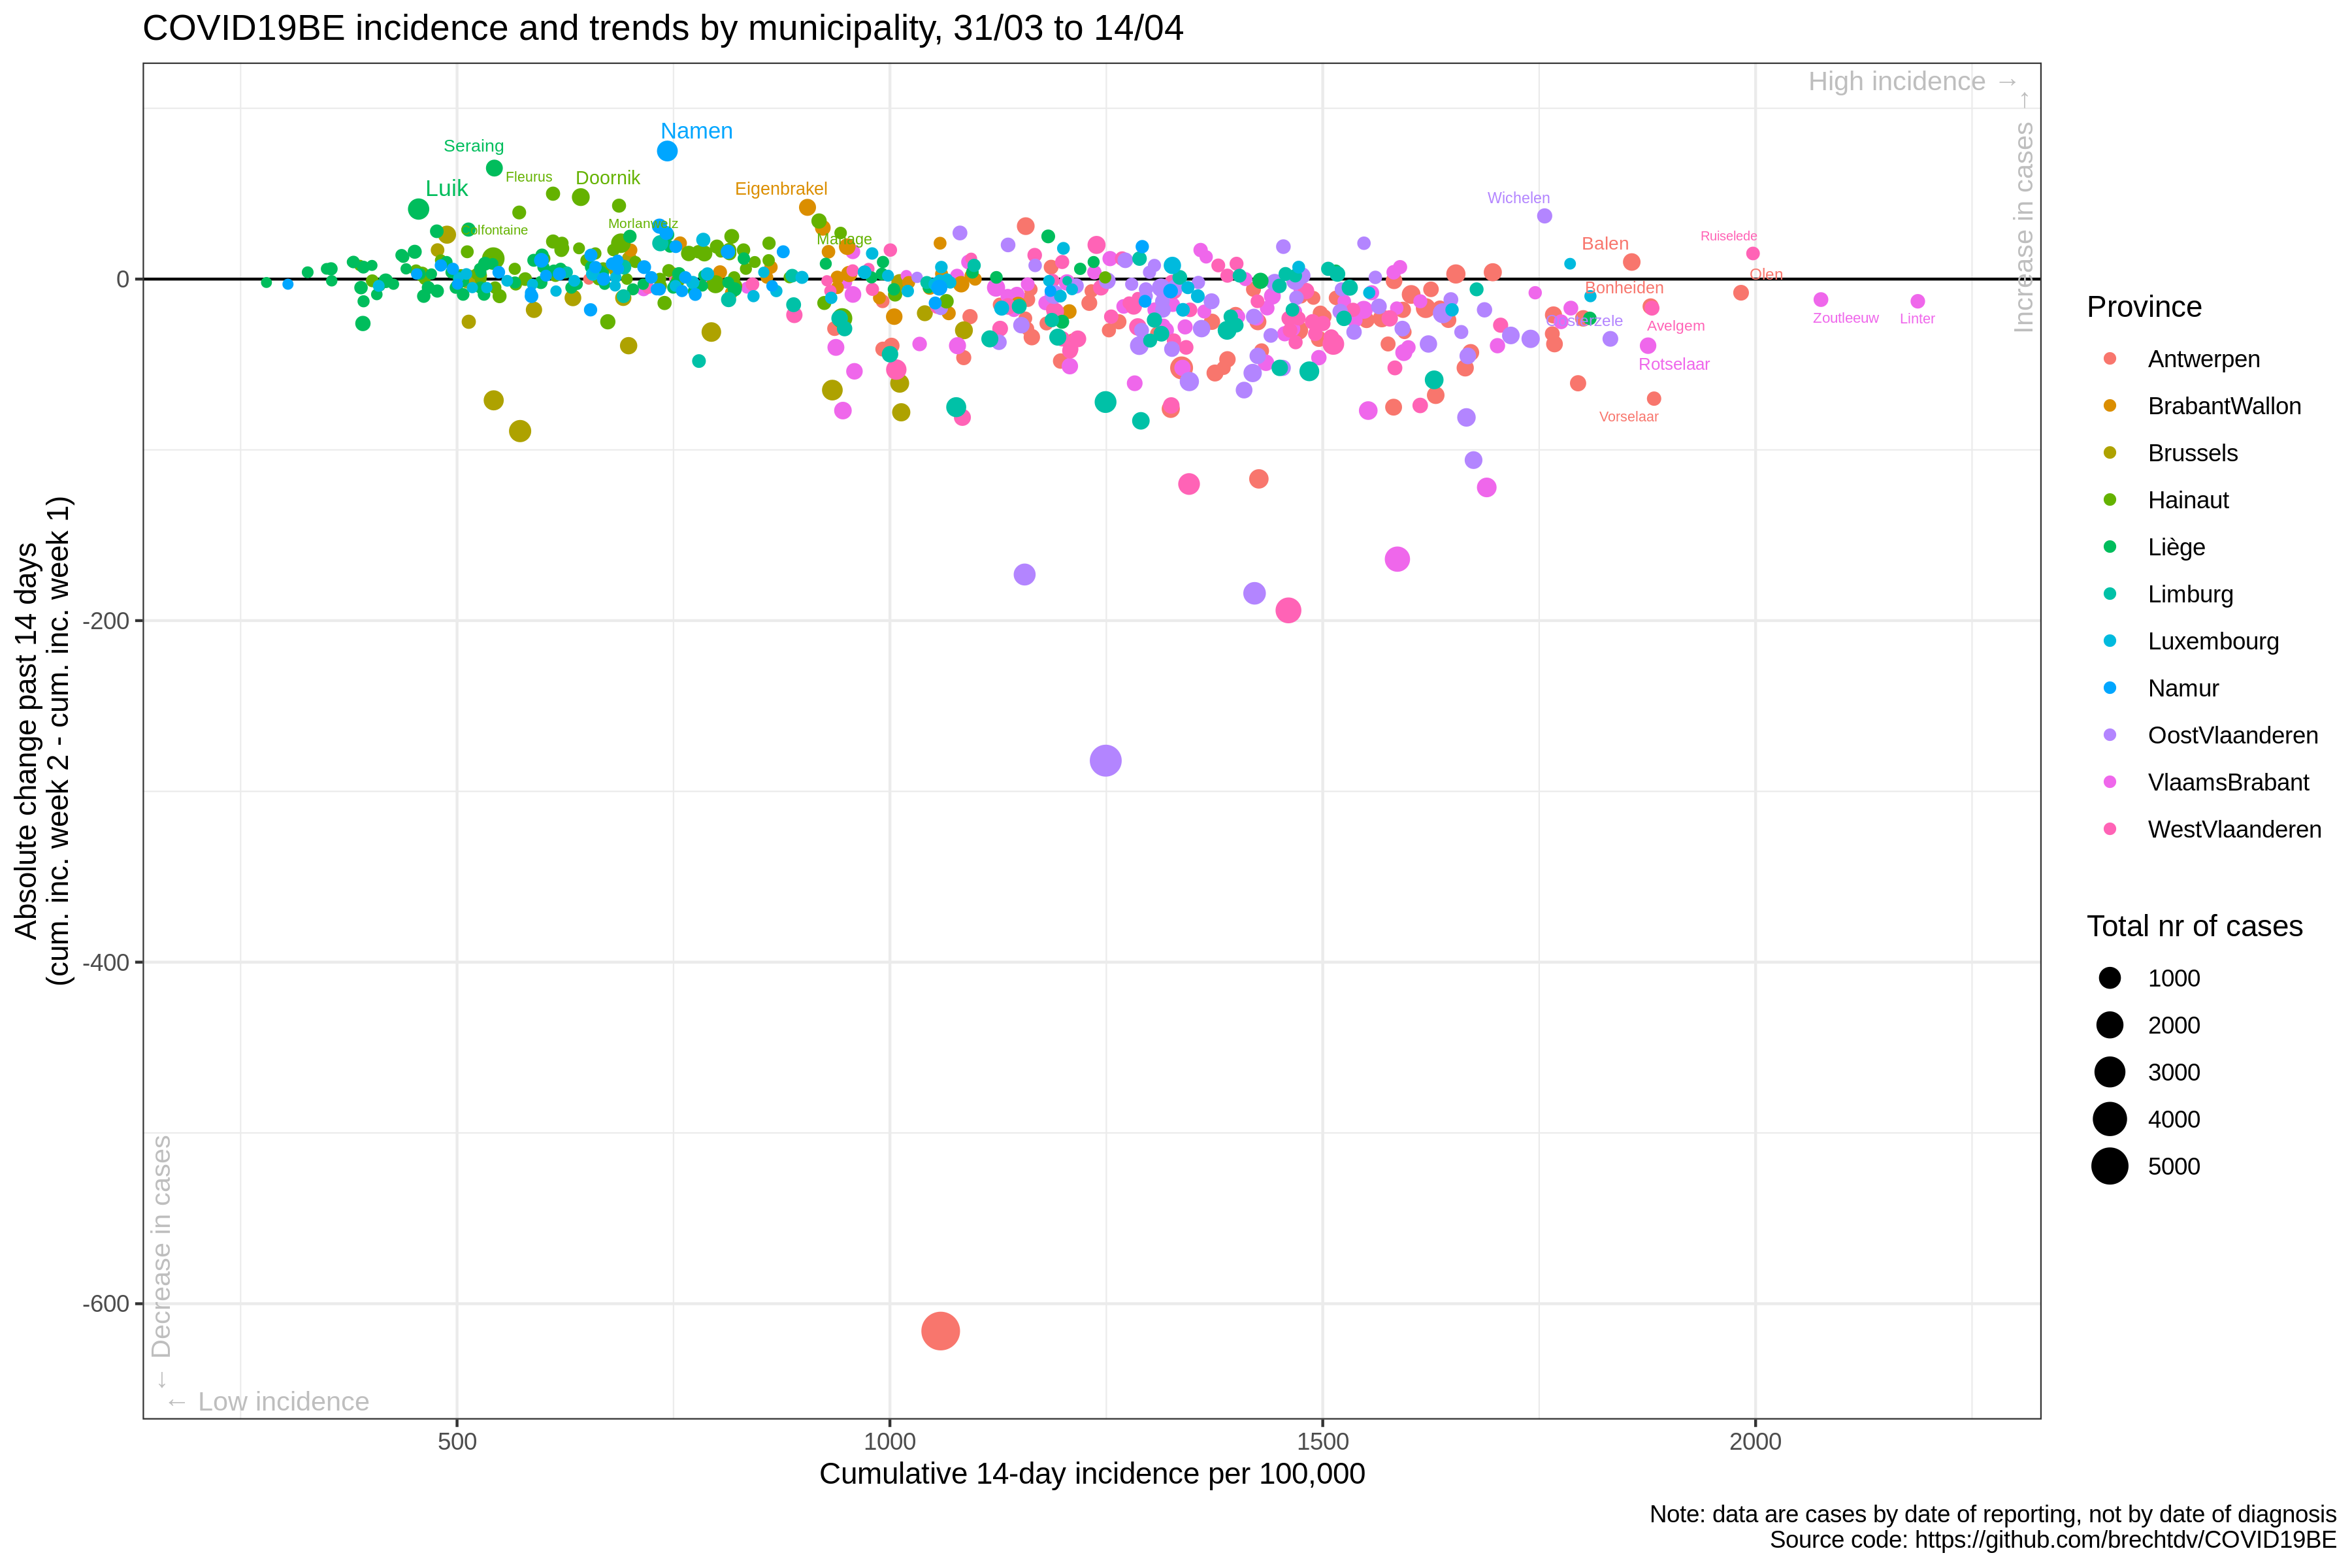 COVID19BE incidence and trends by municipality, 31/03 to 14/04
High incidence →
Increase in cases →
Namen
Seraing
Fleurus
Doornik
Luik
Eigenbrakel
Wichelen
Morlanwelz
Manage
Ruiselede
Balen
Olen
Bonheiden
Zoutleeuw
Linter
Avelgem
Rotselaar
Vorselaar
0
-200
-400
-600
Absolute change past 14 days
(cum. inc. week 2 - cum. inc. week 1)
← Decrease in cases
← Low incidence
500
1000
1500
2000
Cumulative 14-day incidence per 100,000
Province
Antwerpen
BrabantWallon
Brussels
Hainaut
Liège
Limburg
Luxembourg
Namur
OostVlaanderen
VlaamsBrabant
WestVlaanderen
Total nr of cases
1000
2000
3000
4000
5000
Note: data are cases by date of reporting, not by date of diagnosis
Source code: https://github.com/brechtdv/COVID19BE